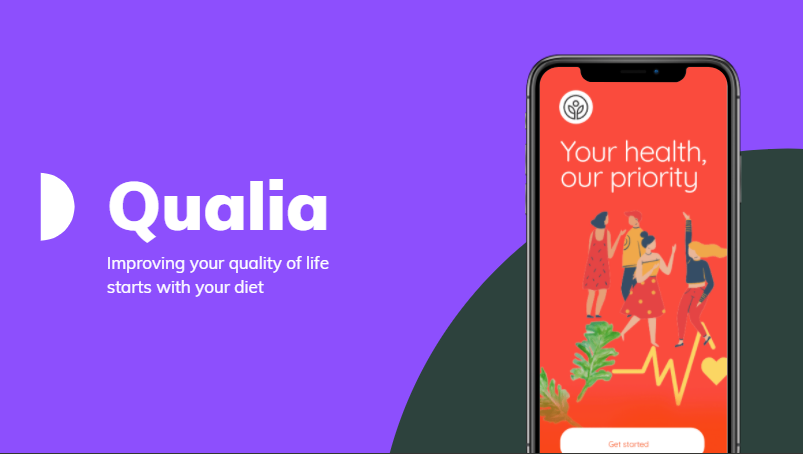 Qualia
Improving your quality of life
starts with your diet
Your health,
our priority
Get started